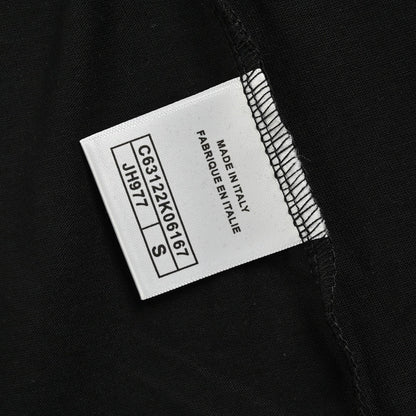 MADE IN ITALY
FABRIQUE EN ITALIE
C63122K06167
JH977
S